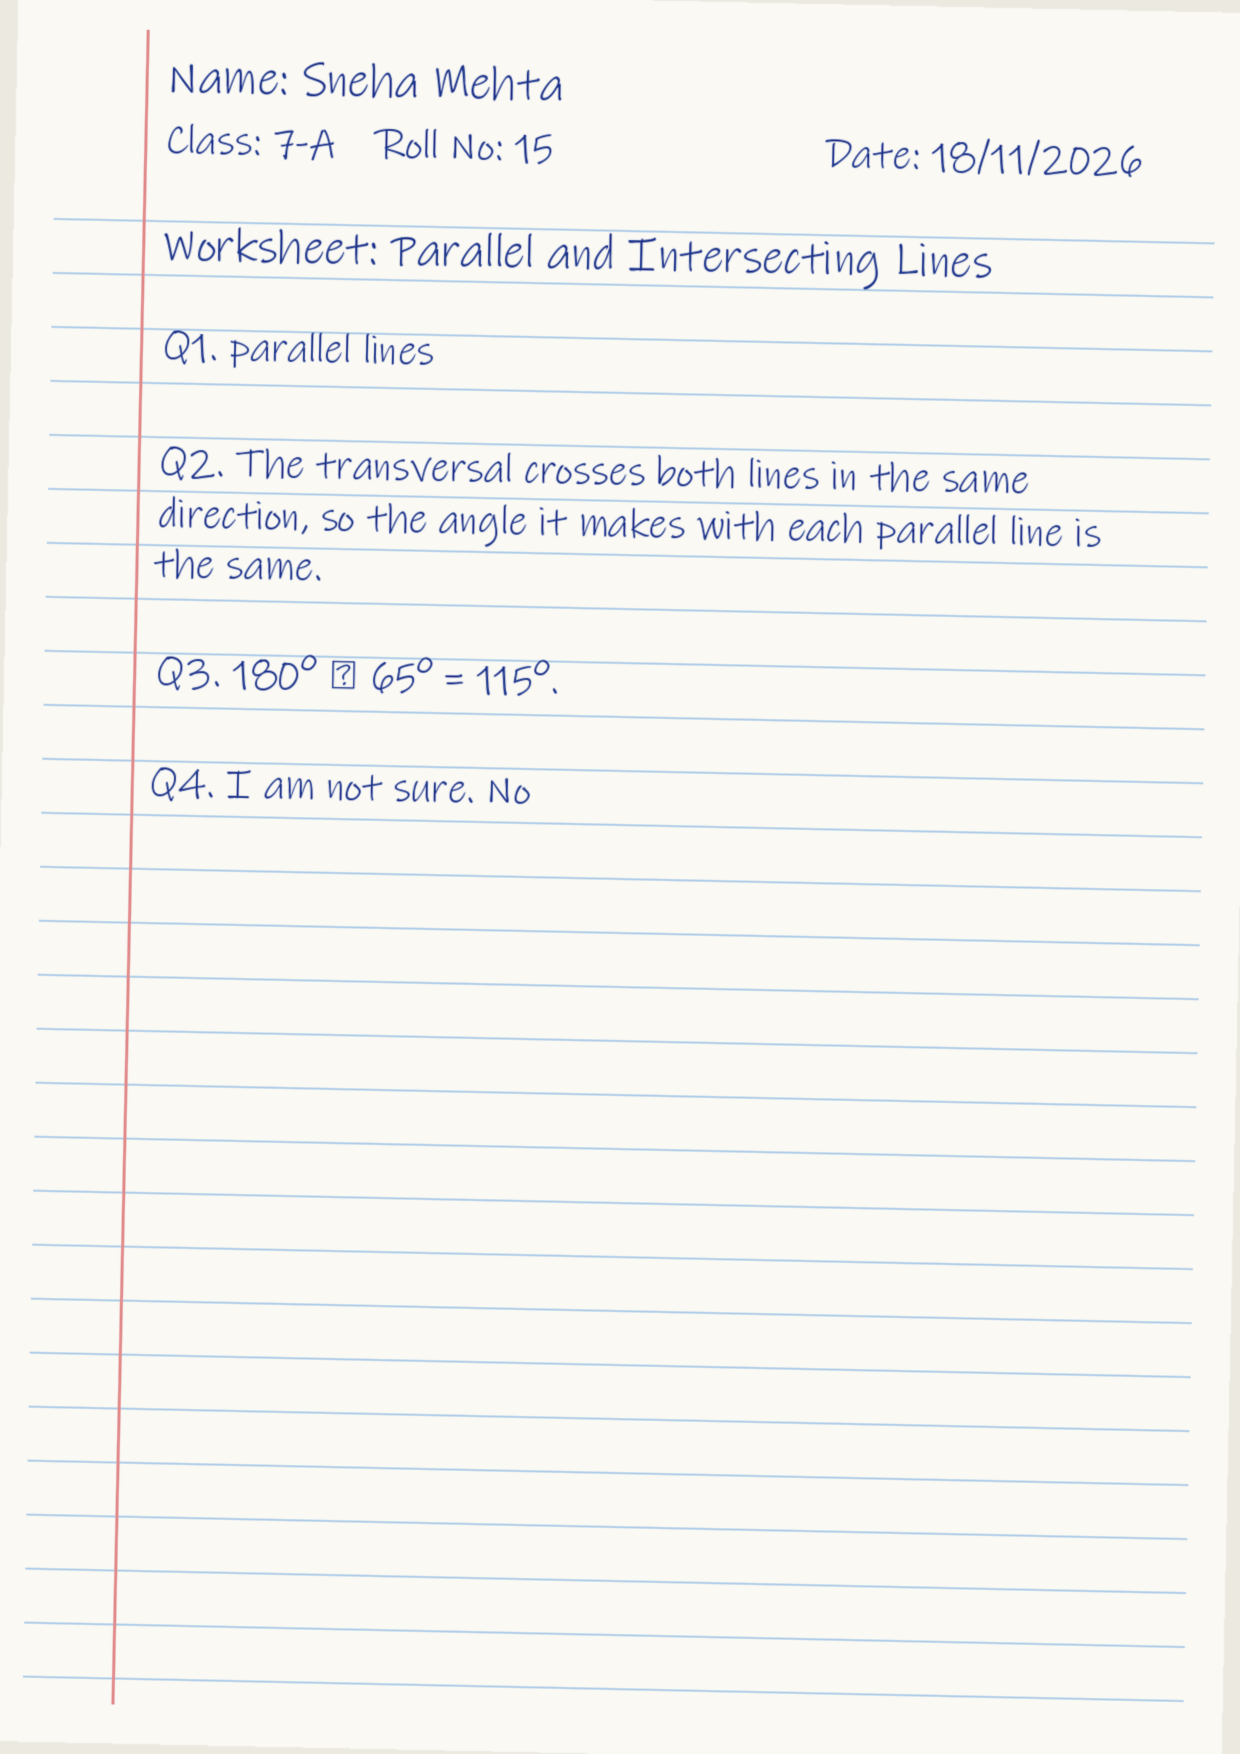 Name: Sneha Mehta
Class: 7-A Roll No: 15
Date: 18/11/2026
Worksheet: Parallel and Intersecting Lines
Q1. parallel lines
Q2. The transversal crosses both lines in the same
direction, so the angle it makes with each parallel line is
the same.
Q3. 180° 65° = 115°.
Q4. I am not sure. No